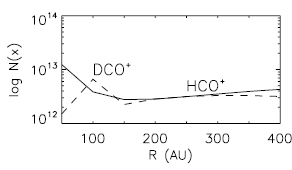 10¹⁴
10¹³
10¹²
log N(x)
DCO⁺
HCO⁺
100 200 300 400
R (AU)